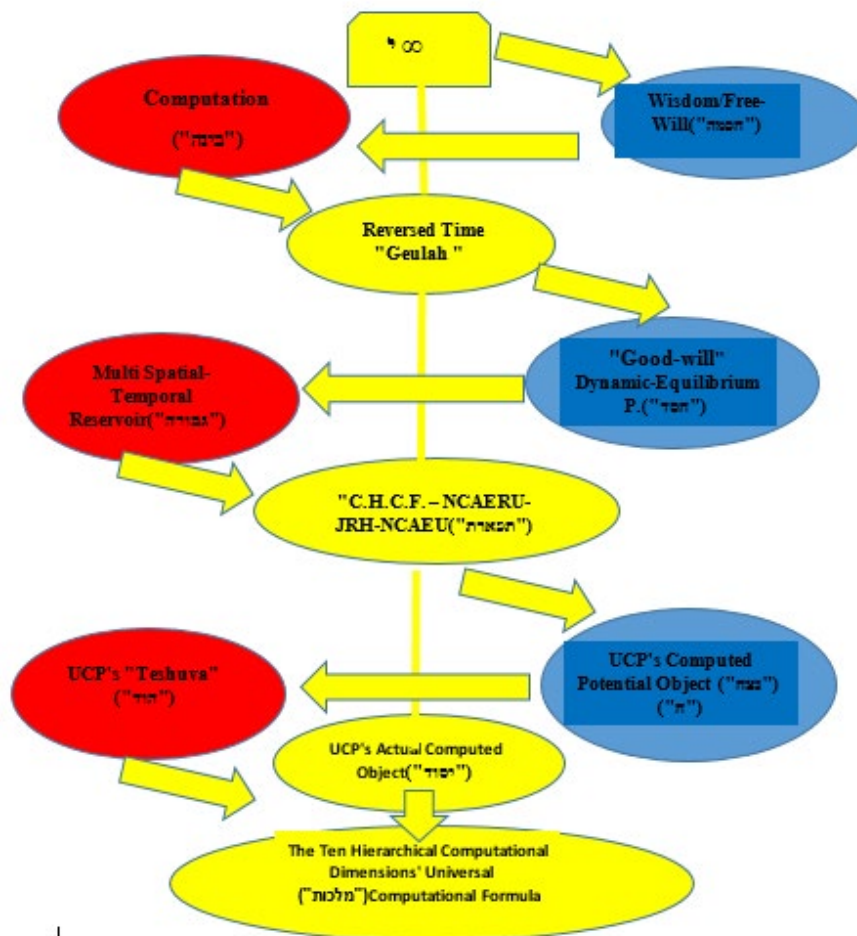 י ∞
Computation
("בינה")
Wisdom/Free-
Will("חכמה")
Reversed Time
"Geulah "
Multi Spatial-
Temporal
Reservoir("גבורה")
"Good-will"
Dynamic-Equilibrium
P.("חסד")
"C.H.C.F. – NCAERU-
JRH-NCAEU("תפארת")
UCP's "Teshuva"
("הוד")
UCP's Computed
Potential Object ("נצח")
("ח")
UCP's Actual Computed
Object("יסוד")
The Ten Hierarchical Computational
Dimensions' Universal
("מלכות")Computational Formula